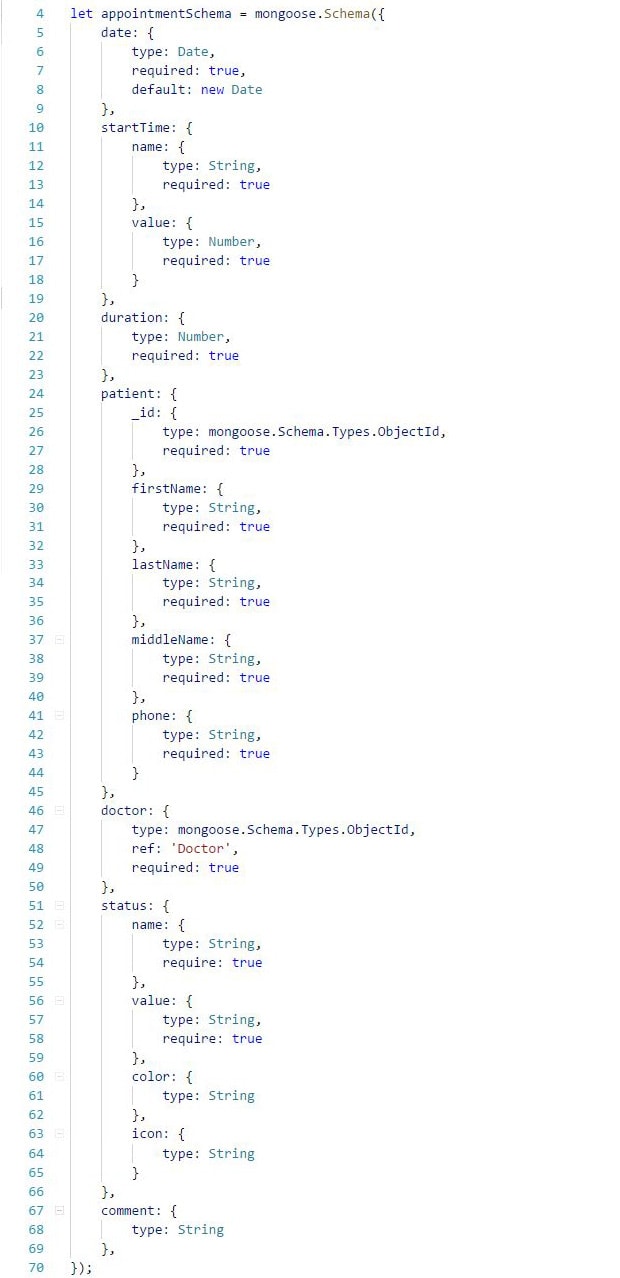 4 let appointmentSchema = mongoose.Schema({
5 date: {
6 type: Date,
7 required: true,
8 default: new Date
9 },
10 startTime: {
11 name: {
12 type: String,
13 required: true
14 },
15 value: {
16 type: Number,
17 required: true
18 }
19 },
20 duration: {
21 type: Number,
22 required: true
23 },
24 patient: {
25 _id: {
26 type: mongoose.Schema.Types.ObjectId,
27 required: true
28 },
29 firstName: {
30 type: String,
31 required: true
32 },
33 lastName: {
34 type: String,
35 required: true
36 },
37 middleName: {
38 type: String,
39 required: true
40 },
41 phone: {
42 type: String,
43 required: true
44 }
45 },
46 doctor: {
47 type: mongoose.Schema.Types.ObjectId,
48 ref: 'Doctor',
49 required: true
50 },
51 status: {
52 name: {
53 type: String,
54 require: true
55 },
56 value: {
57 type: String,
58 require: true
59 },
60 color: {
61 type: String
62 },
63 icon: {
64 type: String
65 }
66 },
67 comment: {
68 type: String
69 },
70 });